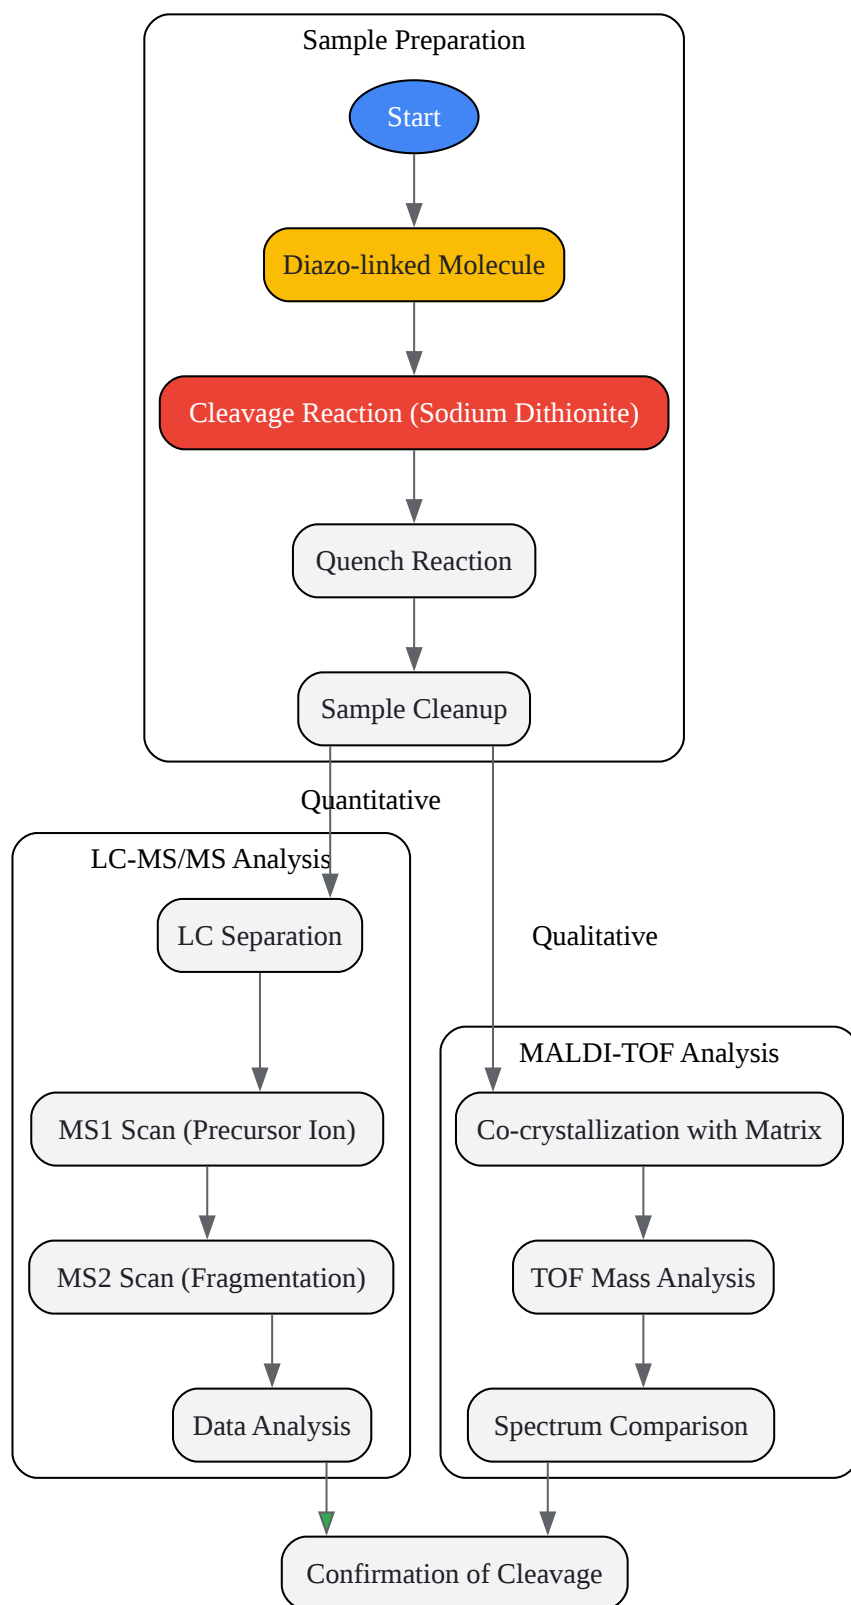 Sample Preparation
Start
Diazo-linked Molecule
Cleavage Reaction (Sodium Dithionite)
Quench Reaction
Sample Cleanup
Quantitative
LC-MS/MS Analysis
LC Separation
MS1 Scan (Precursor Ion)
MS2 Scan (Fragmentation)
Data Analysis
Qualitative
MALDI-TOF Analysis
Co-crystallization with Matrix
TOF Mass Analysis
Spectrum Comparison
Confirmation of Cleavage